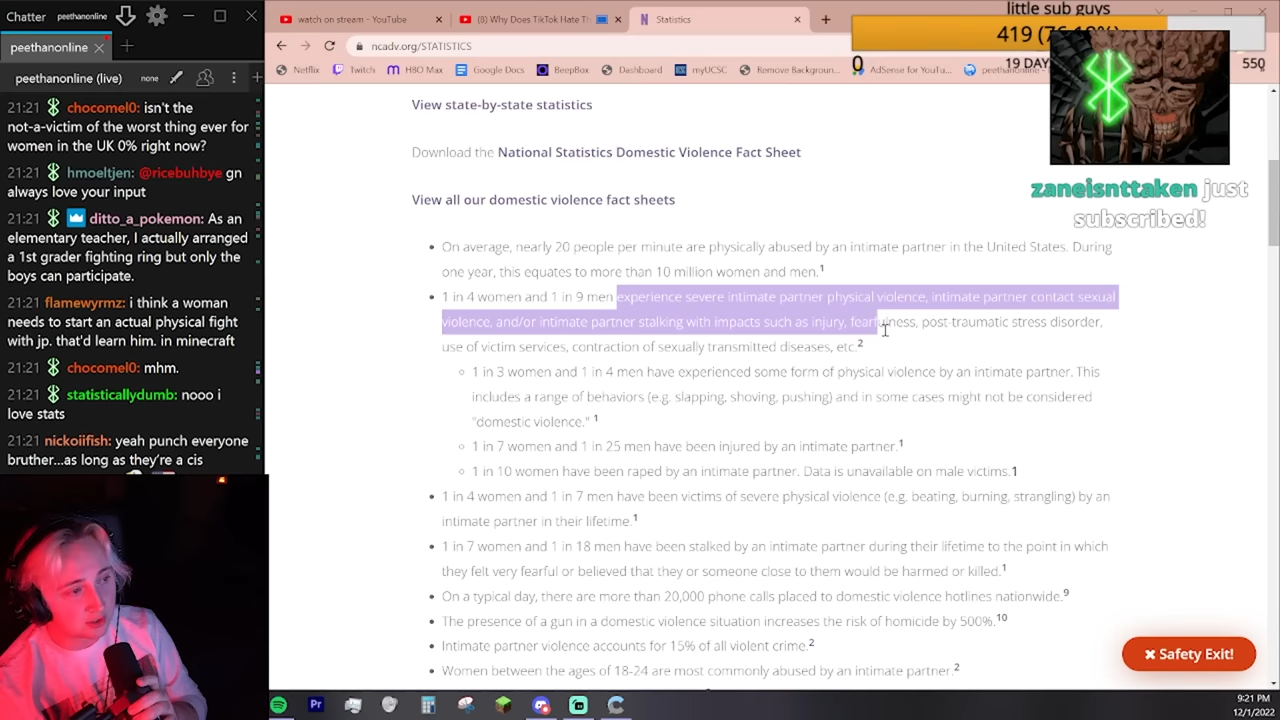 Chatter peethanonline
peethanonline
peethanonline (live) none
21:21 chocomel0: isn't the
not-a-victim of the worst thing ever for
women in the UK 0% right now?
21:21 hmoeltjen: @ricebuhbye gn
always love your input
21:21 ditto_a_pokemon: As an
elementary teacher, I actually arranged
a 1st grader fighting ring but only the
boys can participate.
21:21 flamewyrmz: i think a woman
needs to start an actual physical fight
with jp. that'd learn him. in minecraft
21:21 chocomel0: mhm.
21:21 statisticallydumb: nooo i
love stats
21:21 nickoiifish: yeah punch everyone
bruther...as long as they're a cis
watch on stream - YouTube
(8) Why Does TikTok Hate Th
Statistics
ncadv.org/STATISTICS
Netflix
Twitch
HBO Max
Google Docs
BeepBox
Dashboard
myUCSC
Remove Backgroun...
AdSense for YouTu...
little sub guys
0
19 DAY
550
zaneisnttaken just
subscribed!
View state-by-state statistics
Download the National Statistics Domestic Violence Fact Sheet
View all our domestic violence fact sheets
• On average, nearly 20 people per minute are physically abused by an intimate partner in the United States. During
one year, this equates to more than 10 million women and men.1
• 1 in 4 women and 1 in 9 men experience severe intimate partner physical violence, intimate partner contact sexual
violence, and/or intimate partner stalking with impacts such as injury, fearfulness, post-traumatic stress disorder,
use of victim services, contraction of sexually transmitted diseases, etc.2
◦ 1 in 3 women and 1 in 4 men have experienced some form of physical violence by an intimate partner. This
includes a range of behaviors (e.g. slapping, shoving, pushing) and in some cases might not be considered
"domestic violence." 1
◦ 1 in 7 women and 1 in 25 men have been injured by an intimate partner.1
◦ 1 in 10 women have been raped by an intimate partner. Data is unavailable on male victims.1
• 1 in 4 women and 1 in 7 men have been victims of severe physical violence (e.g. beating, burning, strangling) by an
intimate partner in their lifetime.1
• 1 in 7 women and 1 in 18 men have been stalked by an intimate partner during their lifetime to the point in which
they felt very fearful or believed that they or someone close to them would be harmed or killed.1
• On a typical day, there are more than 20,000 phone calls placed to domestic violence hotlines nationwide.9
• The presence of a gun in a domestic violence situation increases the risk of homicide by 500%.10
• Intimate partner violence accounts for 15% of all violent crime.2
• Women between the ages of 18-24 are most commonly abused by an intimate partner.2
Safety Exit!
9:21 PM
12/1/2022